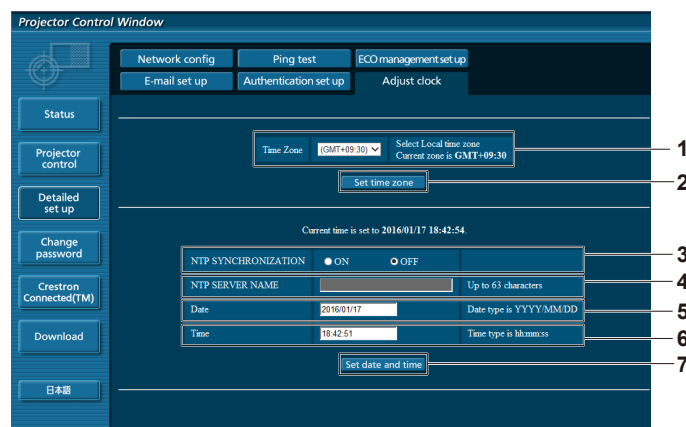 Projector Control Window
Network config
Ping test
ECO management set up
E-mail set up
Authentication set up
Adjust clock
Status
Projector
control
Detailed
set up
Change
password
Crestron
Connected(TM)
Download
日本語
Time Zone
(GMT+09:30)
Select Local time zone
Current zone is GMT+09:30
1
Set time zone
2
Current time is set to 2016/01/17 18:42:54.
NTP SYNCHRONIZATION
ON
OFF
3
NTP SERVER NAME
Up to 63 characters
4
Date
2016/01/17
Date type is YYYY/MM/DD
5
Time
18:42:51
Time type is hh:mm:ss
6
Set date and time
7